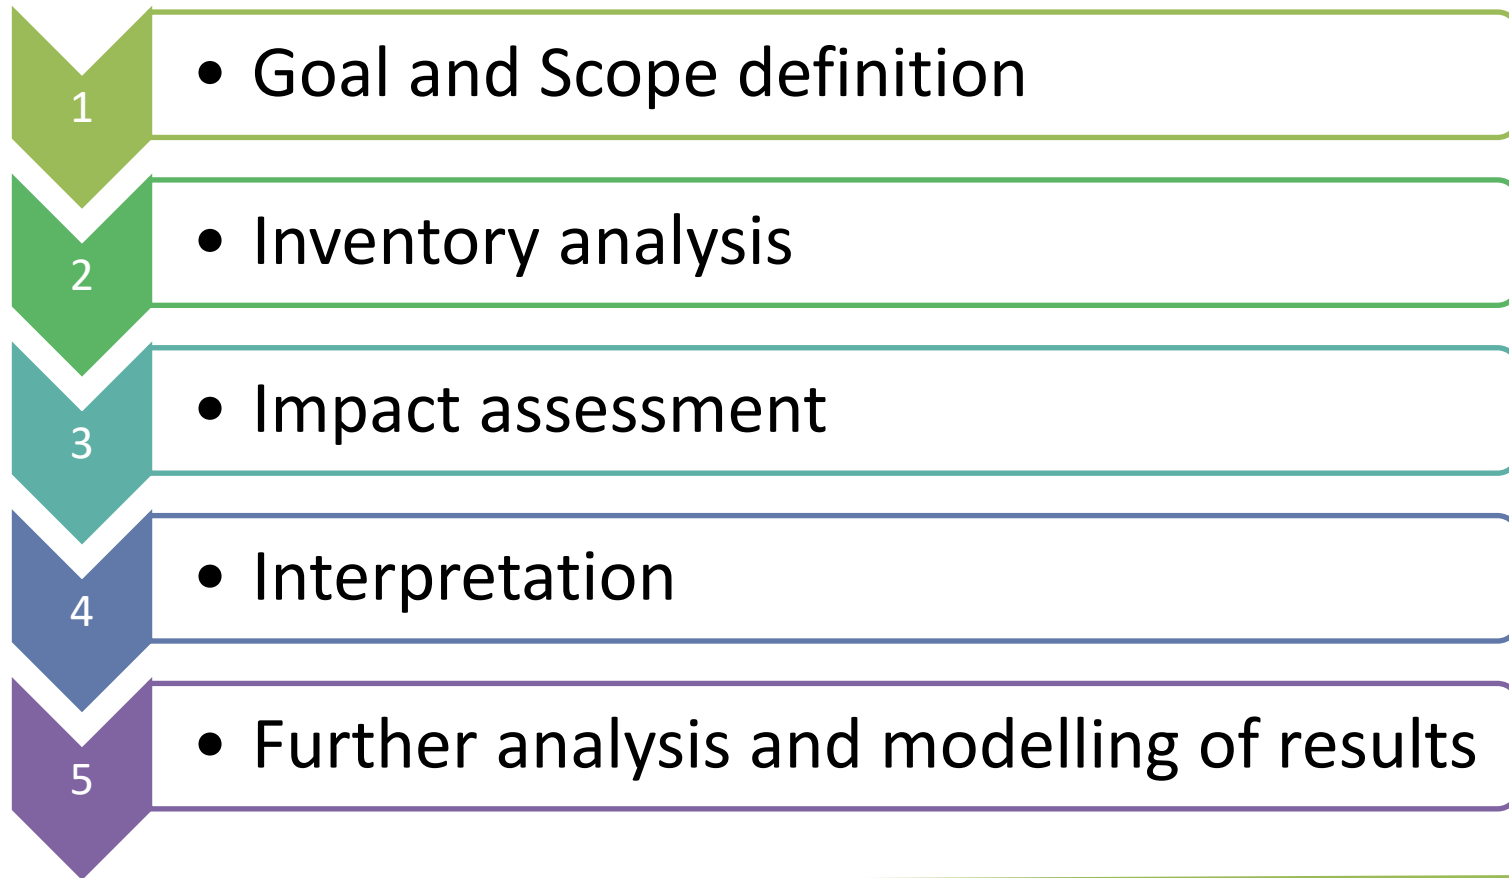 1
• Goal and Scope definition
2
• Inventory analysis
3
• Impact assessment
4
• Interpretation
5
• Further analysis and modelling of results